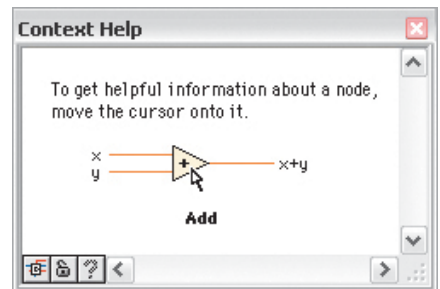 Context Help
To get helpful information about a node,
move the cursor onto it.
x
y
+
x+y
Add
?